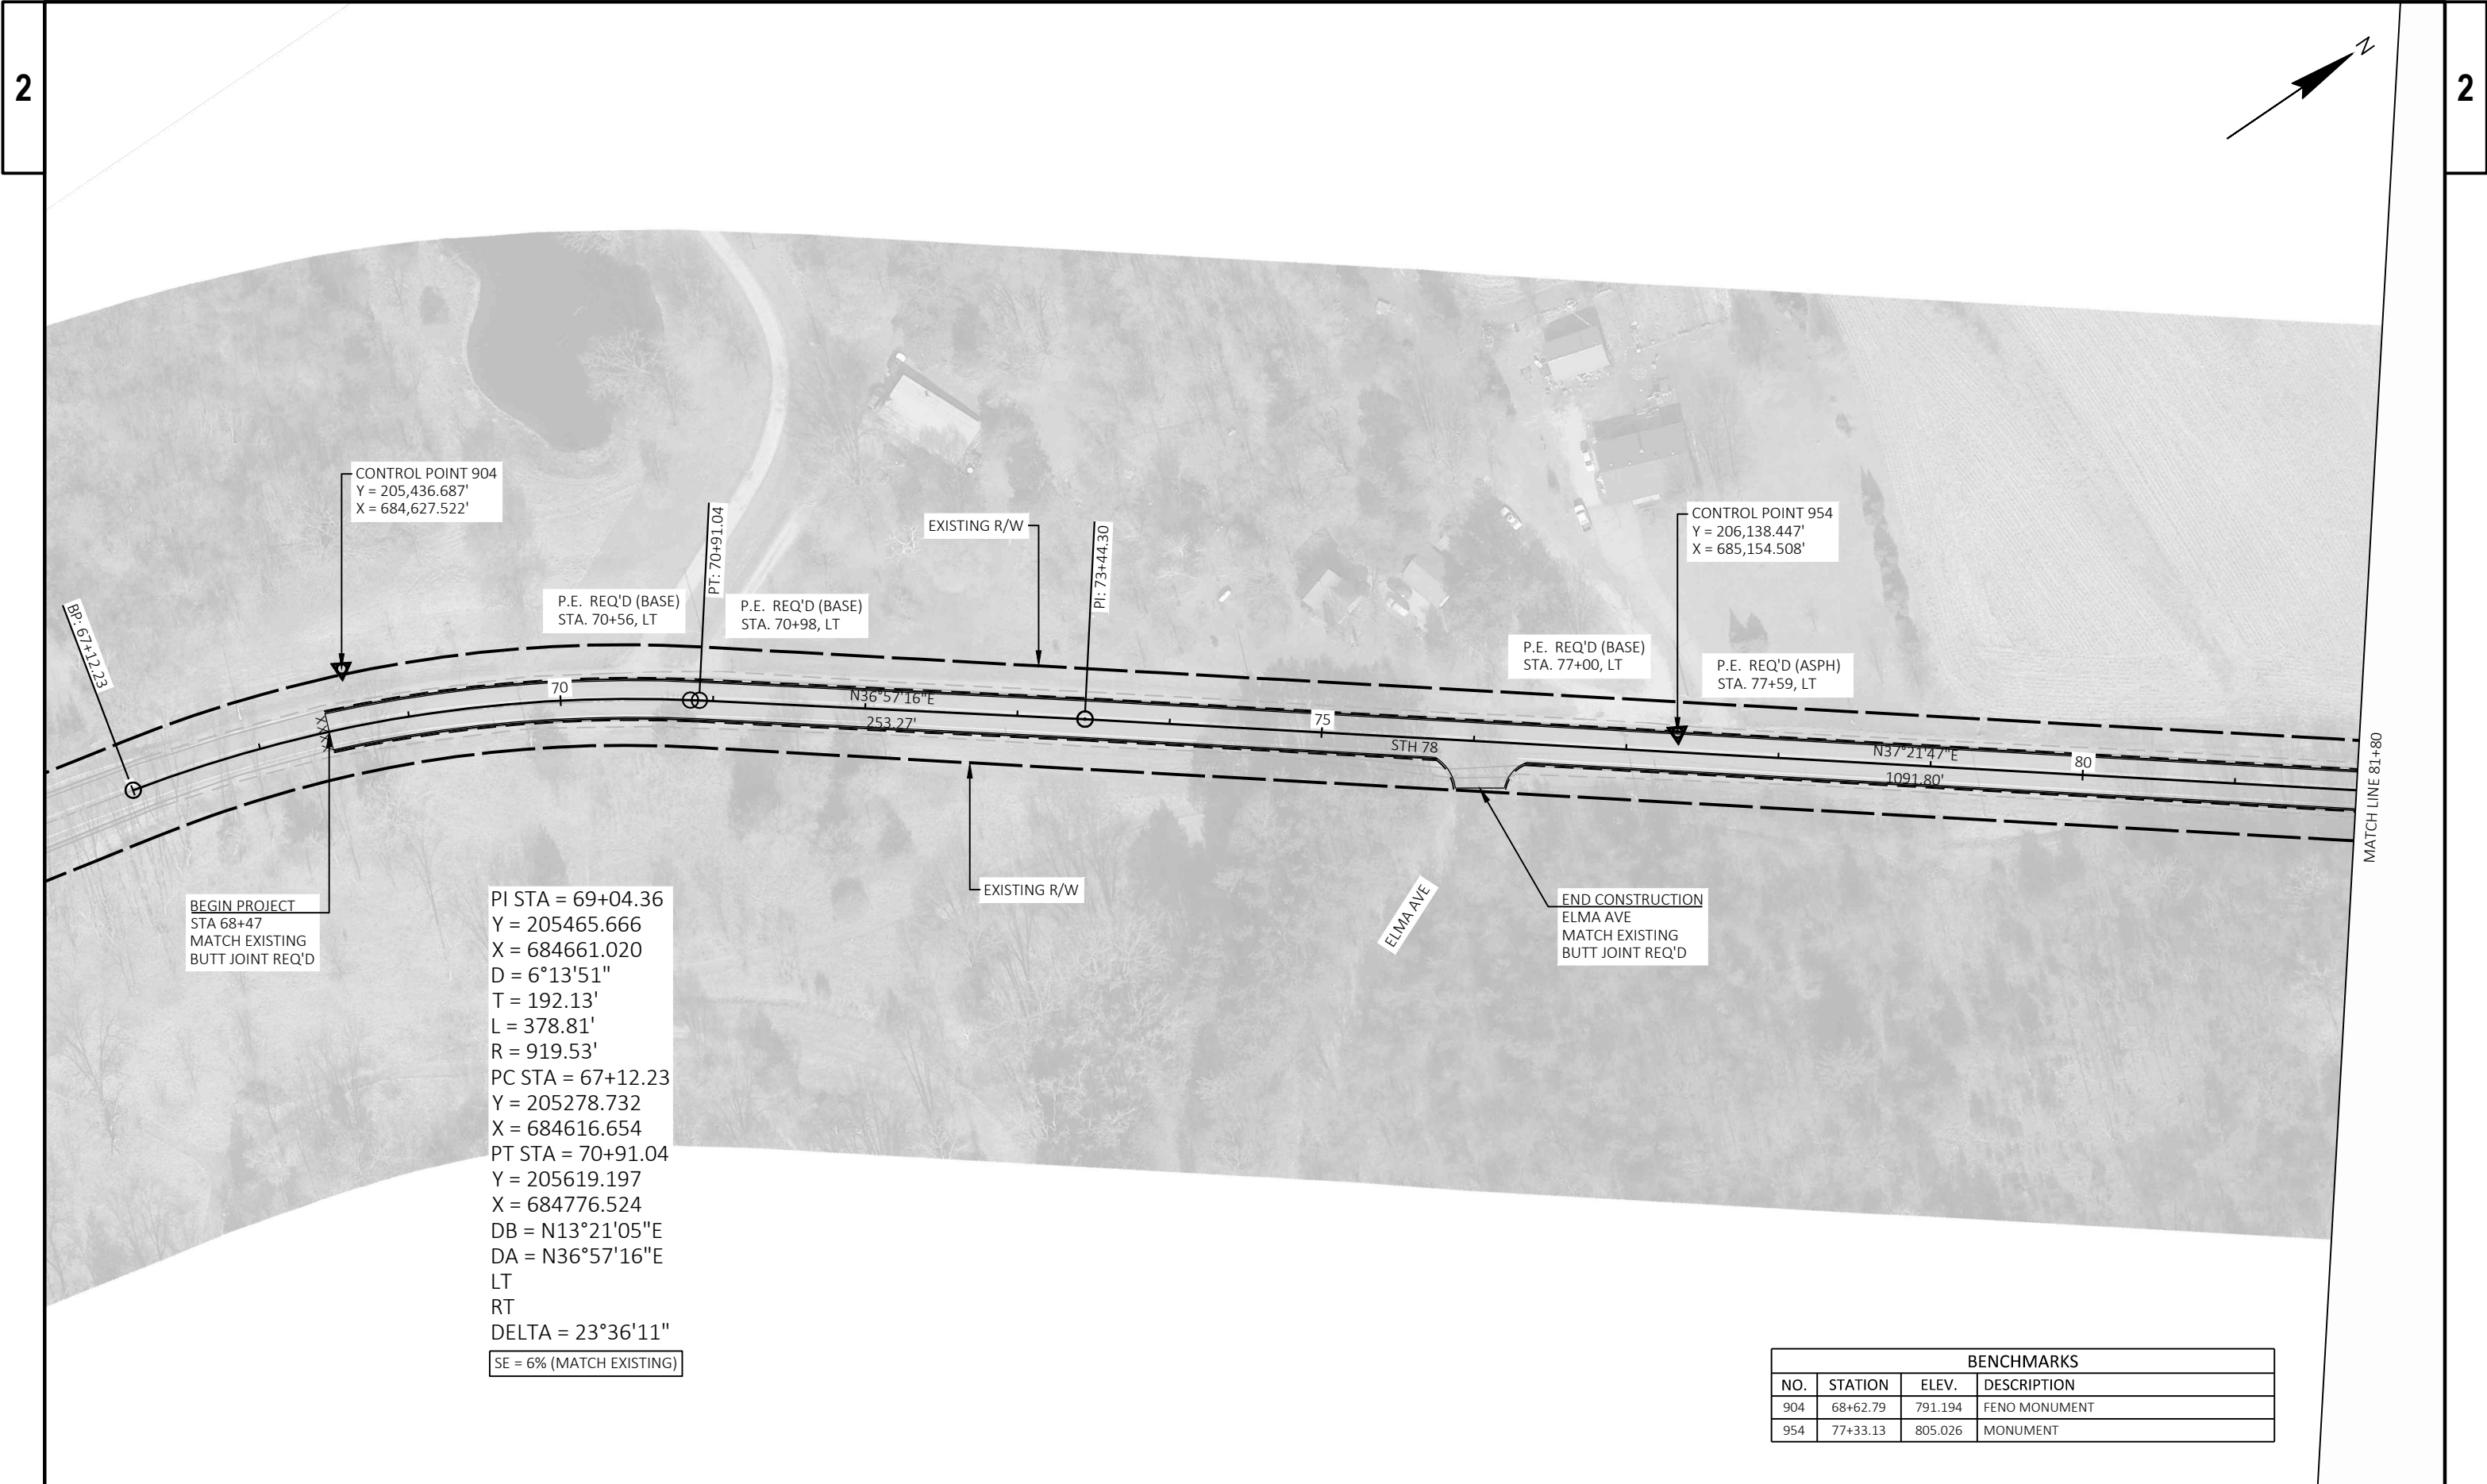 2
2
N
CONTROL POINT 904
Y = 205,436.687'
X = 684,627.522'
BP: 67+12.23
P.E. REQ'D (BASE)
STA. 70+56, LT
PT: 70+91.04
P.E. REQ'D (BASE)
STA. 70+98, LT
EXISTING R/W
PI: 73+44.30
CONTROL POINT 954
Y = 206,138.447'
X = 685,154.508'
P.E. REQ'D (BASE)
STA. 77+00, LT
P.E. REQ'D (ASPH)
STA. 77+59, LT
XXXX
70
N36°57'16"E
253.27'
75
STH 78
N37°21'47"E
1091.80'
80
MATCH LINE 81+80
BEGIN PROJECT
STA 68+47
MATCH EXISTING
BUTT JOINT REQ'D
EXISTING R/W
ELMA AVE
END CONSTRUCTION
ELMA AVE
MATCH EXISTING
BUTT JOINT REQ'D
PI STA = 69+04.36
Y = 205465.666
X = 684661.020
D = 6°13'51"
T = 192.13'
L = 378.81'
R = 919.53'
PC STA = 67+12.23
Y = 205278.732
X = 684616.654
PT STA = 70+91.04
Y = 205619.197
X = 684776.524
DB = N13°21'05"E
DA = N36°57'16"E
LT
RT
DELTA = 23°36'11"
SE = 6% (MATCH EXISTING)
BENCHMARKS
NO. STATION ELEV. DESCRIPTION
904 68+62.79 791.194 FENO MONUMENT
954 77+33.13 805.026 MONUMENT